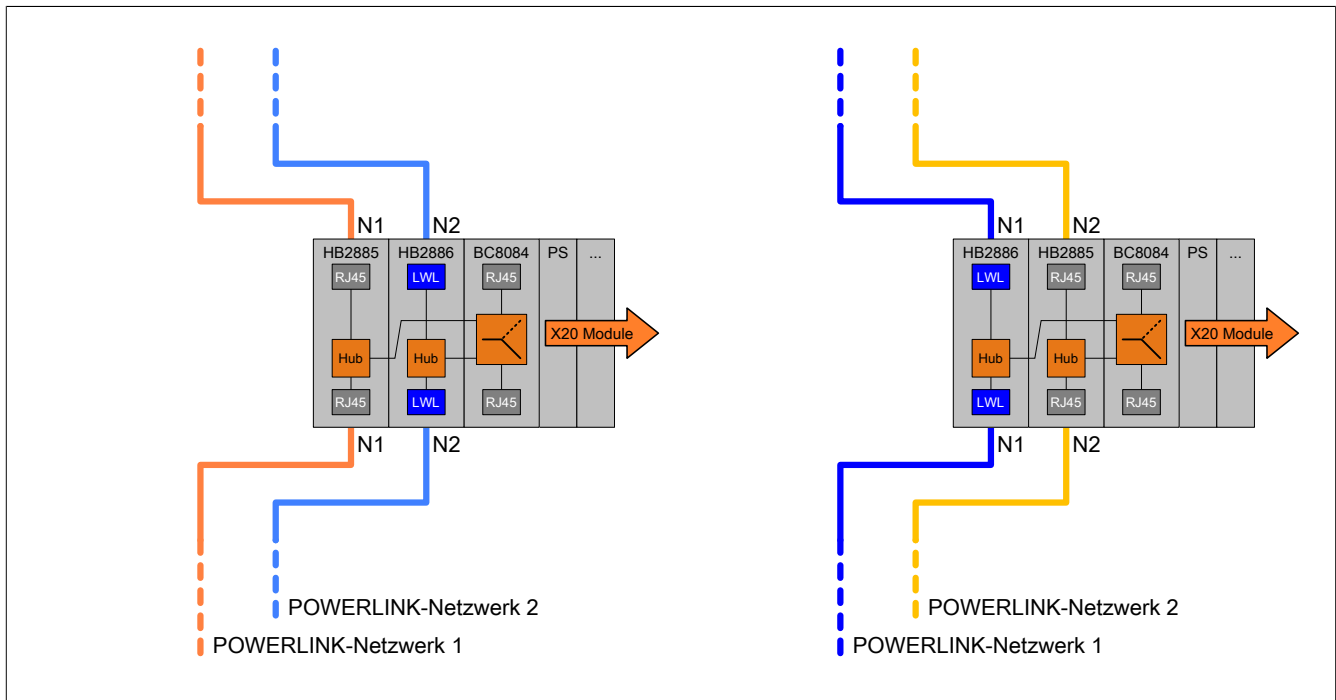 N1 N2
HB2885 HB2886 BC8084 PS ...
RJ45 LWL RJ45
X20 Module
Hub Hub
RJ45 LWL RJ45
N1 N2
POWERLINK-Netzwerk 2
POWERLINK-Netzwerk 1
N1 N2
HB2886 HB2885 BC8084 PS ...
LWL RJ45 RJ45
X20 Module
Hub Hub
LWL RJ45 RJ45
N1 N2
POWERLINK-Netzwerk 2
POWERLINK-Netzwerk 1